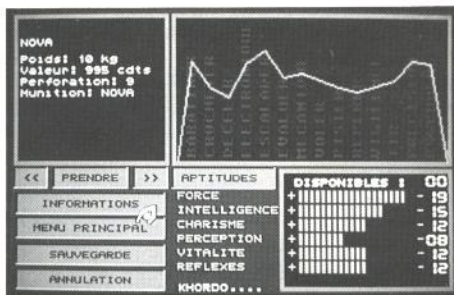 NOVA
Poids: 10 kg
Valeur: 995 cdts
Perforation: 9
Munition: NOVA
<< PRENDRE >>
INFORMATIONS
MENU PRINCIPAL
SAUVEGARDE
ANNULATION
APTITUDES
DISPONIBLES : 00
FORCE + - 19
INTELLIGENCE + - 15
CHARISME + - 12
PERCEPTION + - 08
VITALITE + - 12
REFLEXES + - 12
KHORDO....